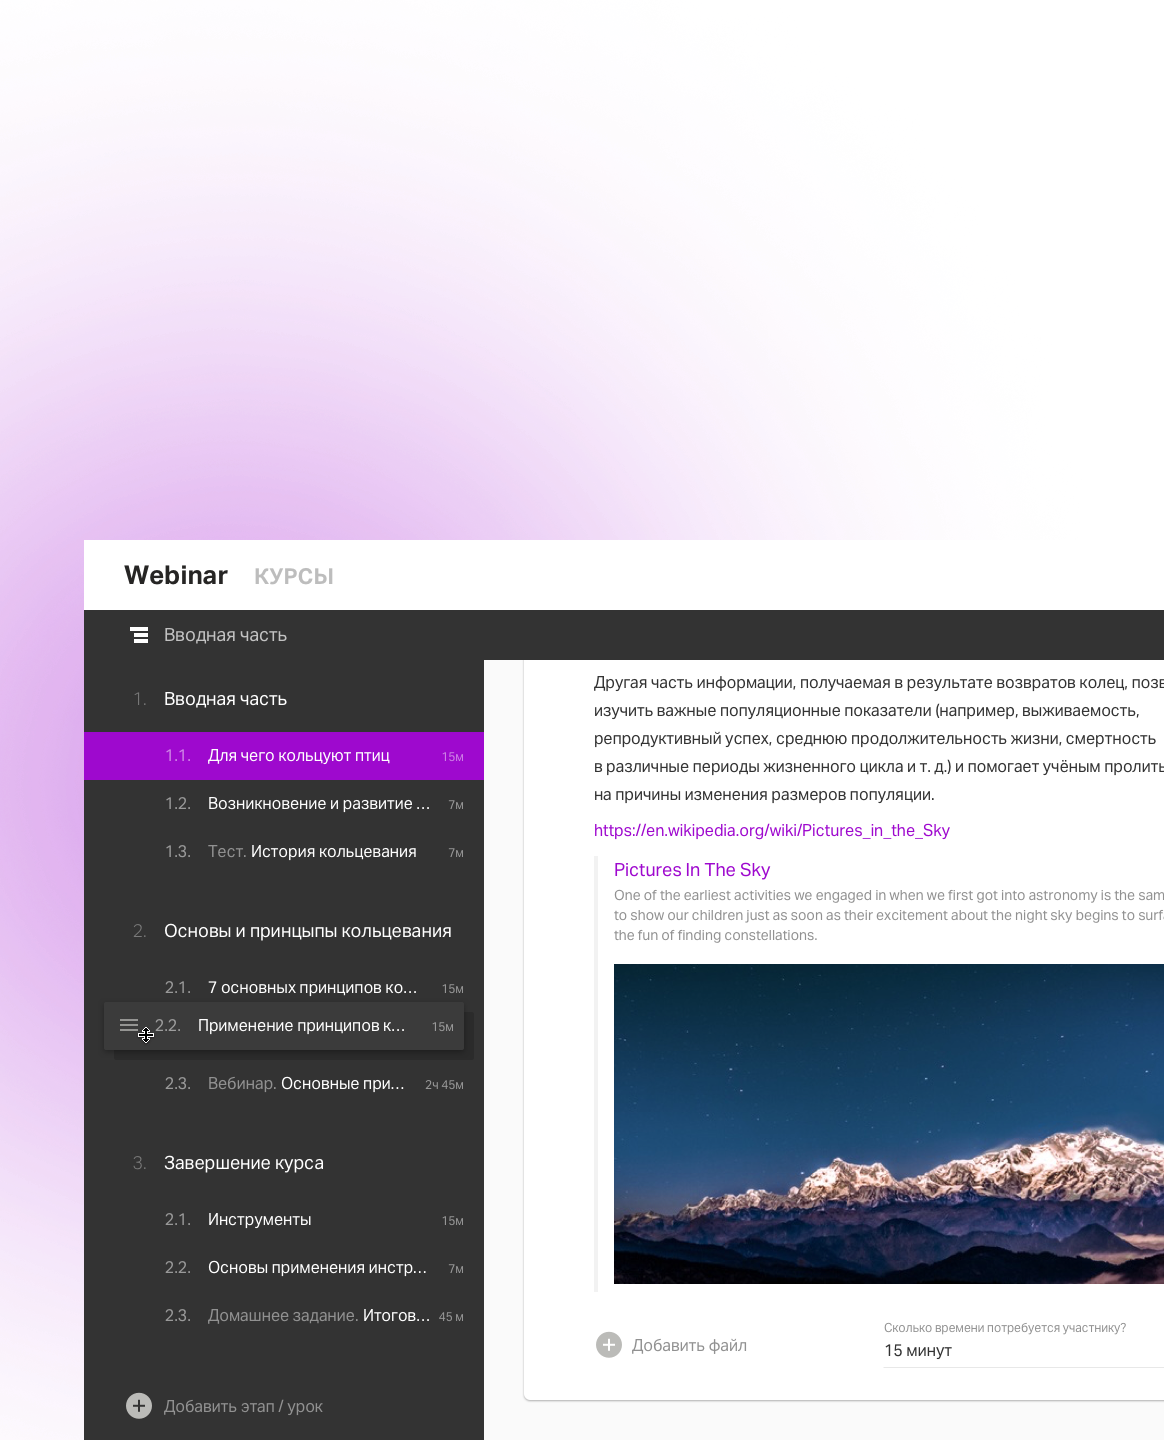 Webinar КУРСЫ
Вводная часть
1. Вводная часть
1.1. Для чего кольцуют птиц 15м
1.2. Возникновение и развитие ... 7м
1.3. Тест. История кольцевания 7м
2. Основы и принцыпы кольцевания
2.1. 7 основных принципов ко... 15м
2.2. Применение принципов к... 15м
2.3. Вебинар. Основные при... 2ч 45м
3. Завершение курса
2.1. Инструменты 15м
2.2. Основы применения инстр... 7м
2.3. Домашнее задание. Итогов... 45 м
Добавить этап / урок
Другая часть информации, получаемая в результате возвратов колец, позв
изучить важные популяционные показатели (например, выживаемость,
репродуктивный успех, среднюю продолжительность жизни, смертность
в различные периоды жизненного цикла и т. д.) и помогает учёным пролить
на причины изменения размеров популяции.
https://en.wikipedia.org/wiki/Pictures_in_the_Sky
Pictures In The Sky
One of the earliest activities we engaged in when we first got into astronomy is the sam
to show our children just as soon as their excitement about the night sky begins to surfa
the fun of finding constellations.
Добавить файл
Сколько времени потребуется участнику?
15 минут